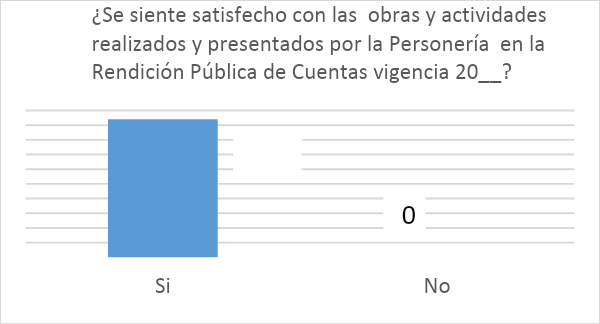 ¿Se siente satisfecho con las obras y actividades
realizados y presentados por la Personería en la
Rendición Pública de Cuentas vigencia 20__?
0
Si
No